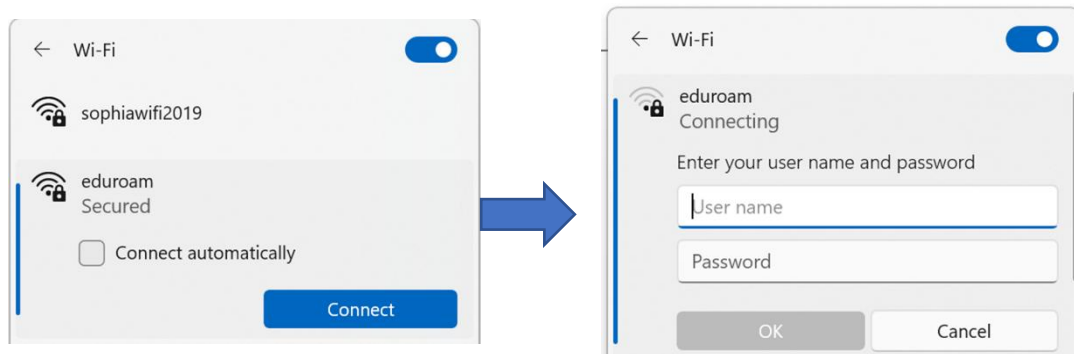 Wi-Fi
sophiawifi2019
eduroam
Secured
Connect automatically
Connect
Wi-Fi
eduroam
Connecting
Enter your user name and password
User name
Password
OK
Cancel